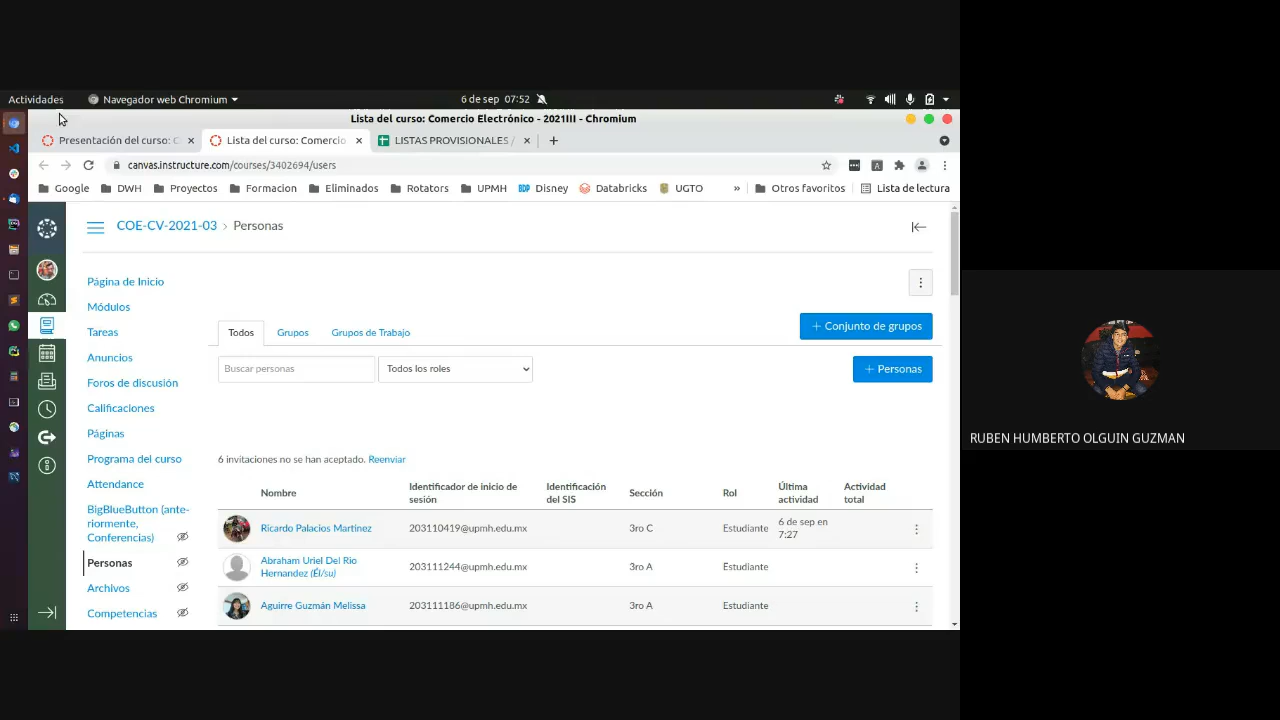 Actividades Navegador web Chromium 6 de sep 07:52
Lista del curso: Comercio Electrónico - 2021III - Chromium
Presentación del curso: C Lista del curso: Comercio LISTAS PROVISIONALES /
canvas.instructure.com/courses/3402694/users
Google DWH Proyectos Formacion Eliminados Rotators UPMH Disney Databricks UGTO » Otros favoritos Lista de lectura
COE-CV-2021-03 › Personas
Página de Inicio
Módulos
Tareas
Anuncios
Foros de discusión
Calificaciones
Páginas
Programa del curso
Attendance
BigBlueButton (ante-
riormente,
Conferencias)
Personas
Archivos
Competencias
Todos Grupos Grupos de Trabajo + Conjunto de grupos
Buscar personas Todos los roles + Personas
6 invitaciones no se han aceptado. Reenviar
Nombre Identificador de inicio de sesión Identificación del SIS Sección Rol Última actividad Actividad total
Ricardo Palacios Martínez 203110419@upmh.edu.mx 3ro C Estudiante 6 de sep en 7:27
Abraham Uriel Del Rio Hernandez (Él/su) 203111244@upmh.edu.mx 3ro A Estudiante
Aguirre Guzmán Melissa 203111186@upmh.edu.mx 3ro A Estudiante
RUBEN HUMBERTO OLGUIN GUZMAN